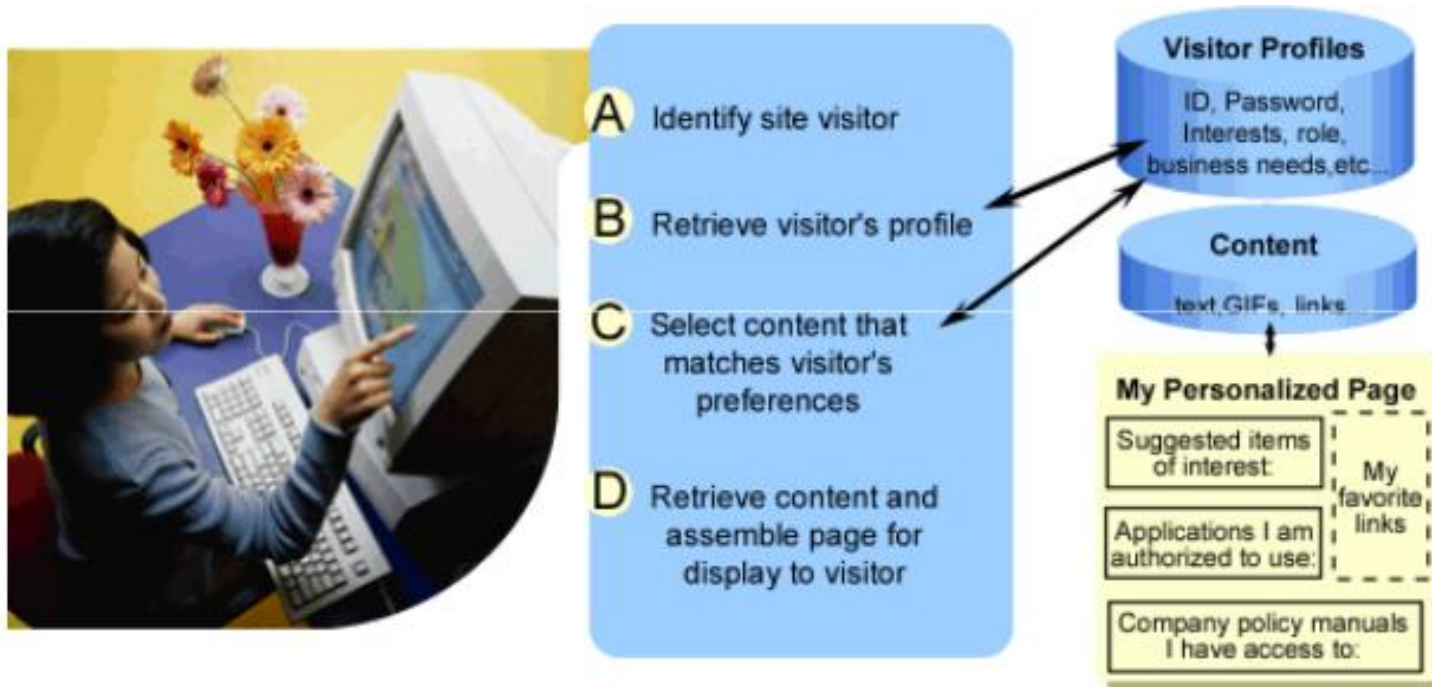 A Identify site visitor
B Retrieve visitor's profile
C Select content that
matches visitor's
preferences
D Retrieve content and
assemble page for
display to visitor
Visitor Profiles
ID, Password,
Interests, role,
business needs,etc...
Content
text,GIFs, links...
My Personalized Page
Suggested items
of interest:
My
favorite
links
Applications I am
authorized to use:
Company policy manuals
I have access to: